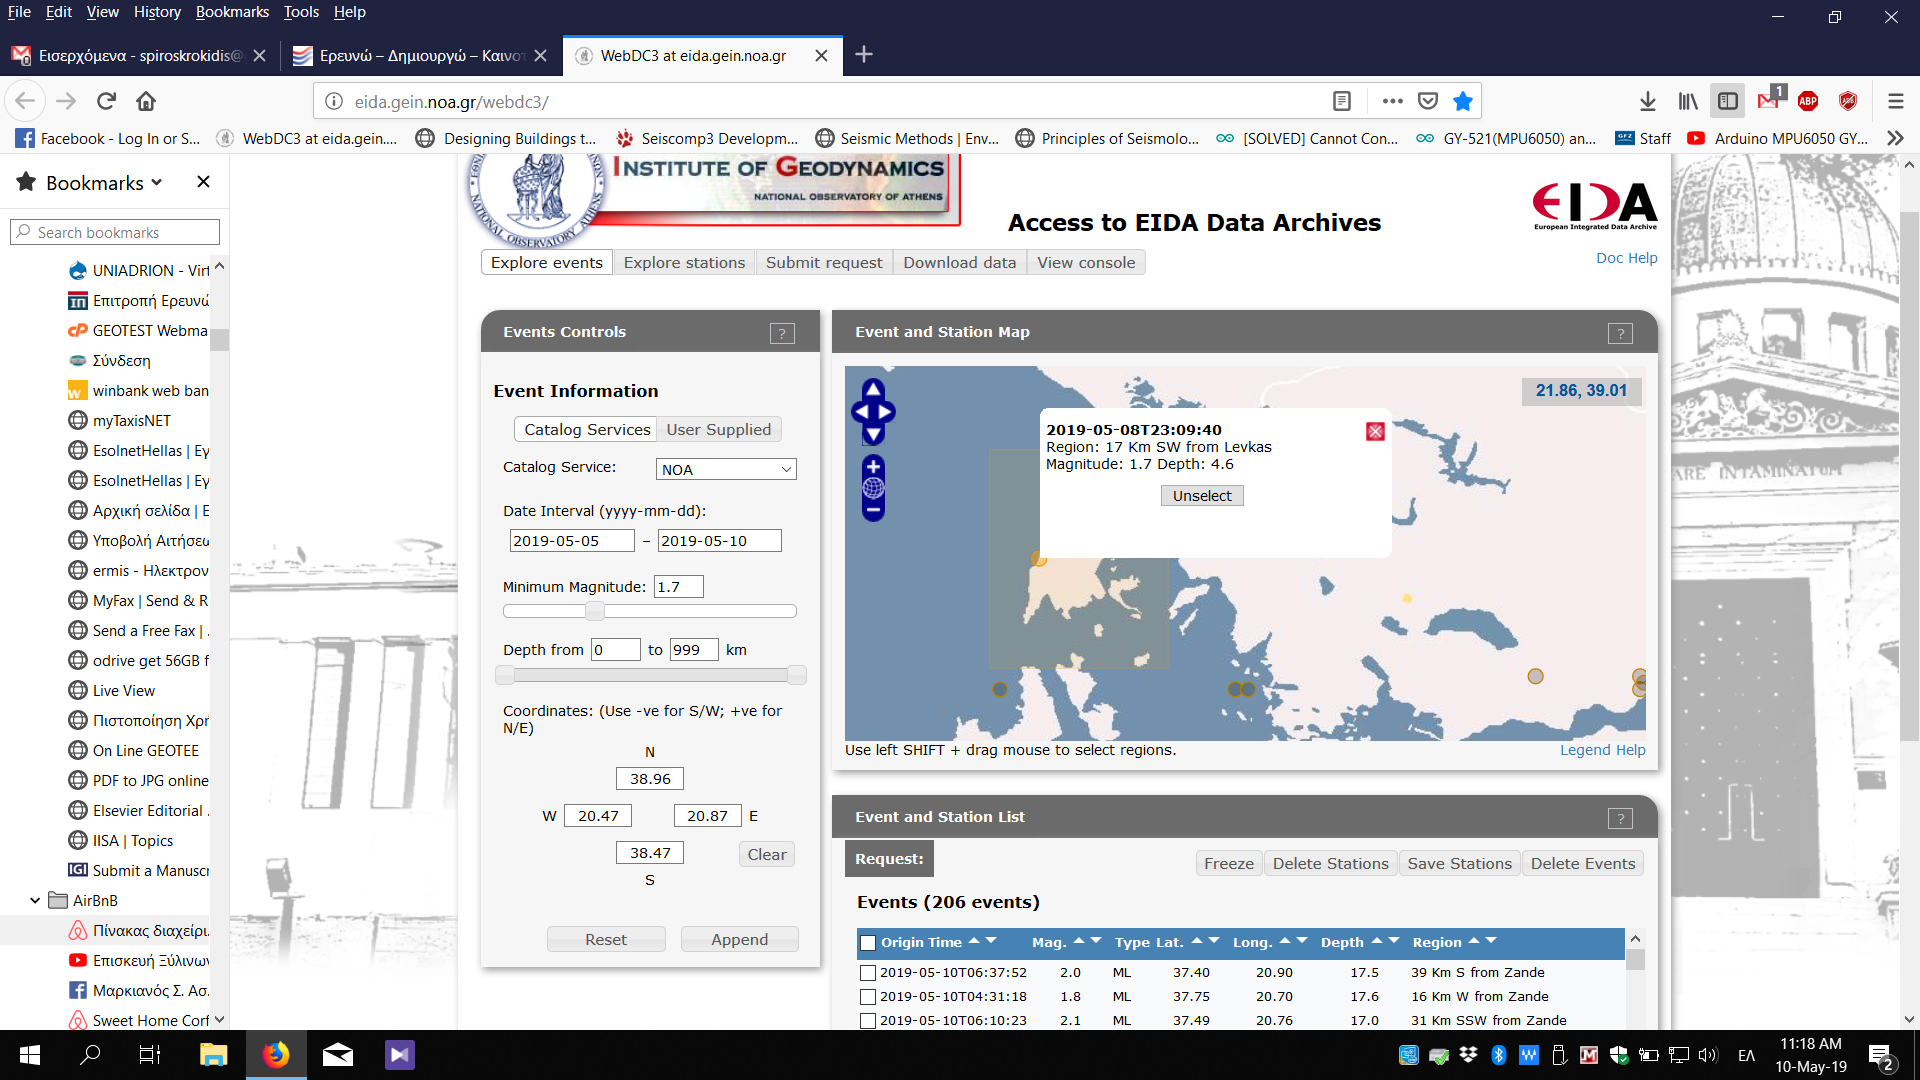 File Edit View History Bookmarks Tools Help
Εισερχόμενα - spiroskrokidis@
Ερευνώ – Δημιουργώ – Καινοτ
WebDC3 at eida.gein.noa.gr
eida.gein.noa.gr/webdc3/
1
ABP
Facebook - Log In or S...
WebDC3 at eida.gein....
Designing Buildings t...
Seiscomp3 Developm...
Seismic Methods | Env...
Principles of Seismolo...
[SOLVED] Cannot Con...
GY-521(MPU6050) an...
GFZ Staff
Arduino MPU6050 GY...
Bookmarks
Search bookmarks
UNIADRION - Virt
Επιτροπή Ερευνώ
GEOTEST Webma
Σύνδεση
winbank web ban
myTaxisNET
EsolnetHellas | Εγ
EsolnetHellas | Εγ
Αρχική σελίδα | Ε
Υποβολή Αιτήσεω
ermis - Ηλεκτρον
MyFax | Send & R
Send a Free Fax | .
odrive get 56GB f
Live View
Πιστοποίηση Χρή
On Line GEOTEE
PDF to JPG online
Elsevier Editorial .
IISA | Topics
Submit a Manuscr
AirBnB
Πίνακας διαχείρι.
Επισκευή Ξύλινων
Μαρκιανός Σ. Ασ.
Sweet Home Corf
INSTITUTE OF GEODYNAMICS
NATIONAL OBSERVATORY OF ATHENS
NATIONAL OBSERVATORY
Access to EIDA Data Archives
EIDA
European Integrated Data Archive
Doc Help
Explore events
Explore stations
Submit request
Download data
View console
Events Controls
?
Event Information
Catalog Services
User Supplied
Catalog Service:
NOA
Date Interval (yyyy-mm-dd):
2019-05-05 – 2019-05-10
Minimum Magnitude: 1.7
Depth from 0 to 999 km
Coordinates: (Use -ve for S/W; +ve for
N/E)
N
38.96
W 20.47 20.87 E
38.47
Clear
S
Reset
Append
Event and Station Map
?
21.86, 39.01
2019-05-08T23:09:40
Region: 17 Km SW from Levkas
Magnitude: 1.7 Depth: 4.6
Unselect
Use left SHIFT + drag mouse to select regions.
Legend Help
Event and Station List
?
Request:
Freeze
Delete Stations
Save Stations
Delete Events
Events (206 events)
Origin Time Mag. Type Lat. Long. Depth Region
2019-05-10T06:37:52 2.0 ML 37.40 20.90 17.5 39 Km S from Zande
2019-05-10T04:31:18 1.8 ML 37.75 20.70 17.6 16 Km W from Zande
2019-05-10T06:10:23 2.1 ML 37.49 20.76 17.0 31 Km SSW from Zande
ARE INTAMINATUM
ΕΛ
11:18 AM
10-May-19
2